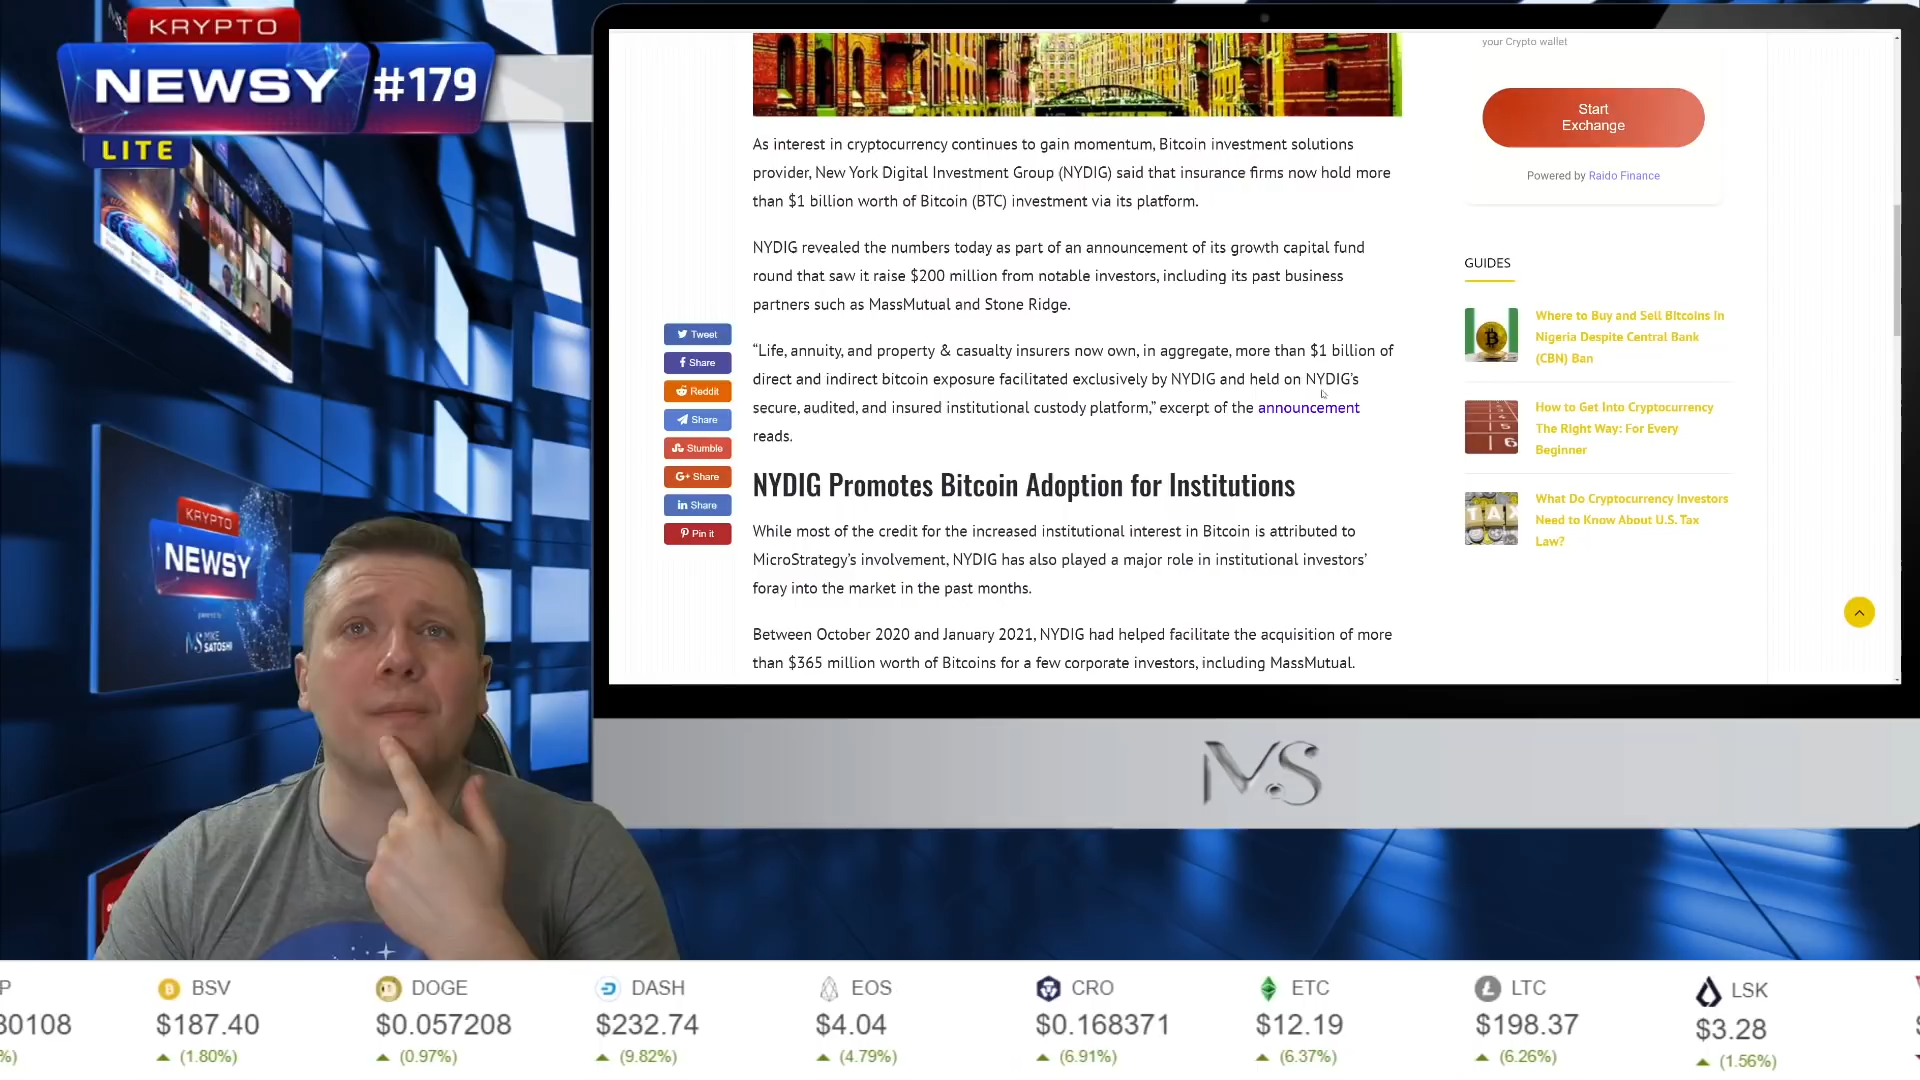 KRYPTO
NEWSY #179
LITE
your Crypto wallet
Start
Exchange
Powered by Raido Finance
As interest in cryptocurrency continues to gain momentum, Bitcoin investment solutions
provider, New York Digital Investment Group (NYDIG) said that insurance firms now hold more
than $1 billion worth of Bitcoin (BTC) investment via its platform.
NYDIG revealed the numbers today as part of an announcement of its growth capital fund
round that saw it raise $200 million from notable investors, including its past business
partners such as MassMutual and Stone Ridge.
“Life, annuity, and property & casualty insurers now own, in aggregate, more than $1 billion of
direct and indirect bitcoin exposure facilitated exclusively by NYDIG and held on NYDIG’s
secure, audited, and insured institutional custody platform,” excerpt of the announcement
reads.
NYDIG Promotes Bitcoin Adoption for Institutions
While most of the credit for the increased institutional interest in Bitcoin is attributed to
MicroStrategy’s involvement, NYDIG has also played a major role in institutional investors’
foray into the market in the past months.
Between October 2020 and January 2021, NYDIG had helped facilitate the acquisition of more
than $365 million worth of Bitcoins for a few corporate investors, including MassMutual.
Tweet
Share
Reddit
Share
Stumble
G+ Share
in Share
Pin it
GUIDES
Where to Buy and Sell Bitcoins in
Nigeria Despite Central Bank
(CBN) Ban
How to Get Into Cryptocurrency
The Right Way: For Every
Beginner
What Do Cryptocurrency Investors
Need to Know About U.S. Tax
Law?
TAX
KRYPTO
NEWSY
powered by
MS MIKE
SATOSHI
MS
P BSV DOGE DASH EOS CRO ETC LTC LSK
30108 $187.40 $0.057208 $232.74 $4.04 $0.168371 $12.19 $198.37 $3.28
%) (1.80%) (0.97%) (9.82%) (4.79%) (6.91%) (6.37%) (6.26%) (1.56%)